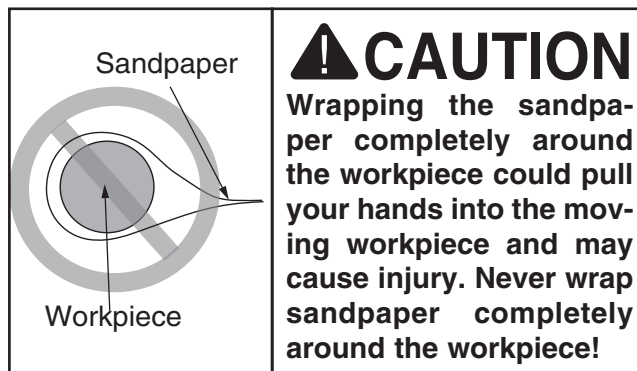 Sandpaper
Workpiece
CAUTION
Wrapping the sandpa-
per completely around
the workpiece could pull
your hands into the mov-
ing workpiece and may
cause injury. Never wrap
sandpaper completely
around the workpiece!